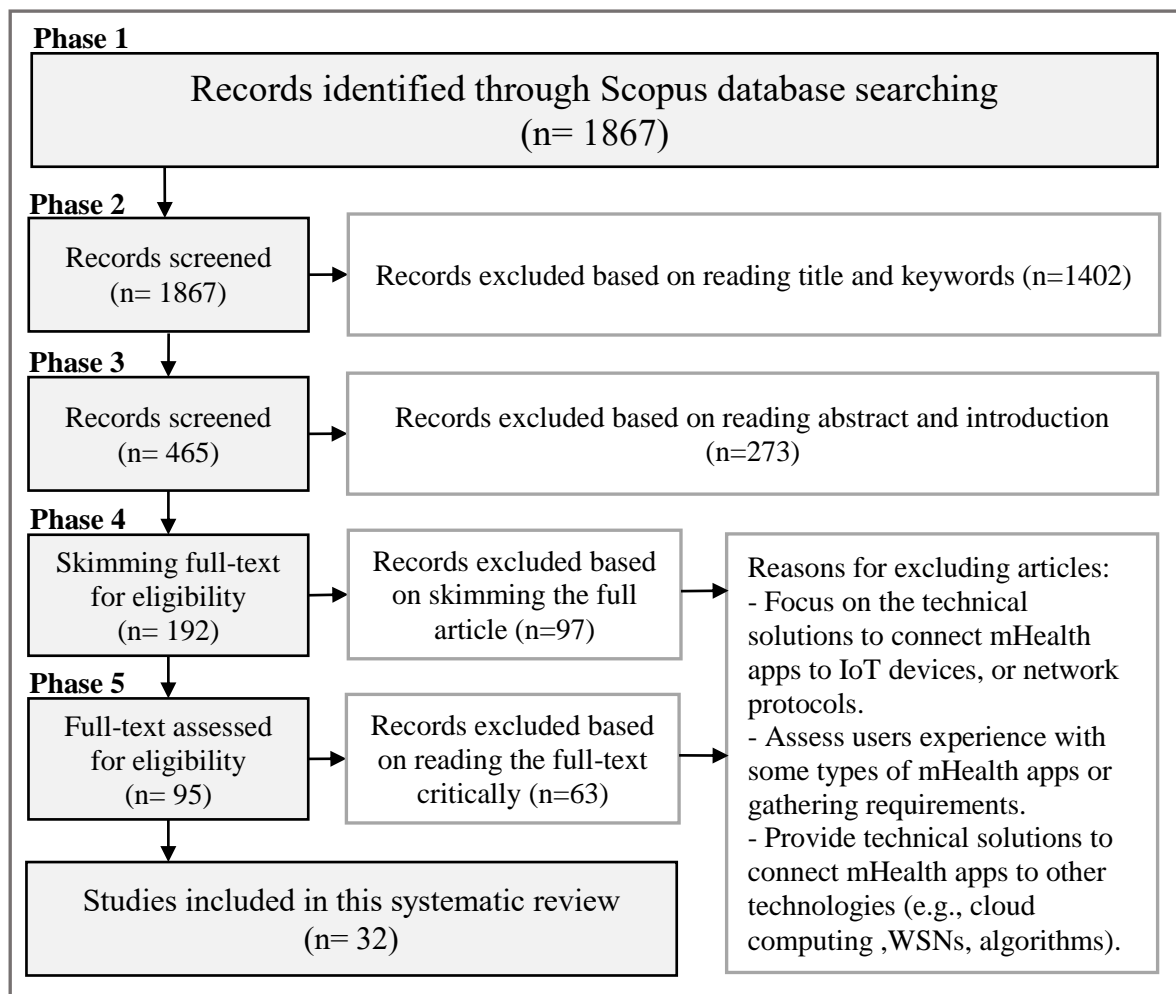 Phase 1
Records identified through Scopus database searching
(n= 1867)
Phase 2
Records screened
(n= 1867)
Records excluded based on reading title and keywords (n=1402)
Phase 3
Records screened
(n= 465)
Records excluded based on reading abstract and introduction
(n=273)
Phase 4
Skimming full-text
for eligibility
(n= 192)
Records excluded based
on skimming the full
article (n=97)
Reasons for excluding articles:
- Focus on the technical
solutions to connect mHealth
apps to IoT devices, or network
protocols.
- Assess users experience with
some types of mHealth apps or
gathering requirements.
- Provide technical solutions to
connect mHealth apps to other
technologies (e.g., cloud
computing ,WSNs, algorithms).
Phase 5
Full-text assessed
for eligibility
(n= 95)
Records excluded based
on reading the full-text
critically (n=63)
Studies included in this systematic review
(n= 32)